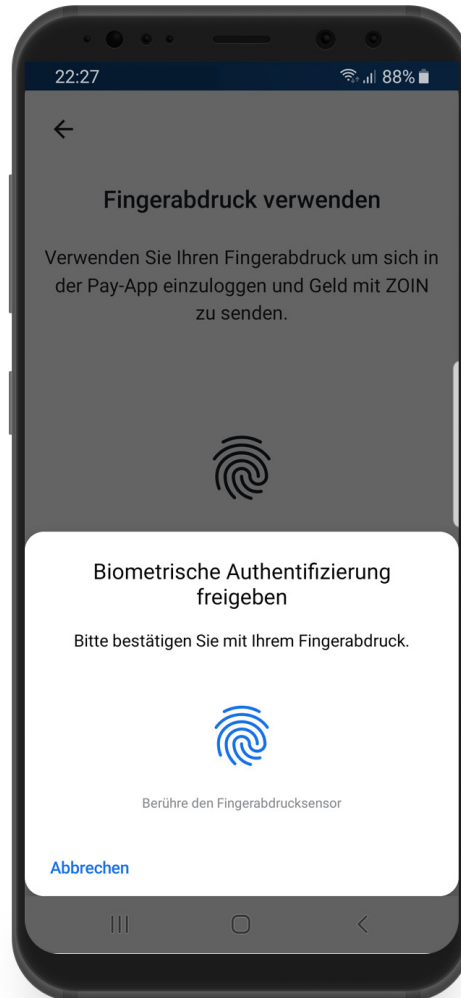 22:27 88%
Fingerabdruck verwenden
Verwenden Sie Ihren Fingerabdruck um sich in
der Pay-App einzuloggen und Geld mit ZOIN
zu senden.
Biometrische Authentifizierung
freigeben
Bitte bestätigen Sie mit Ihrem Fingerabdruck.
Berühre den Fingerabdrucksensor
Abbrechen